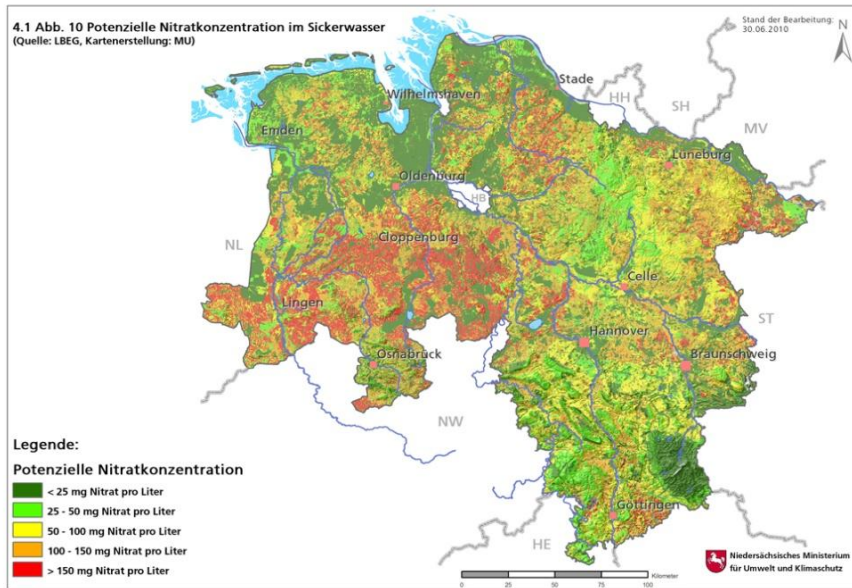 4.1 Abb. 10 Potenzielle Nitratkonzentration im Sickerwasser
(Quelle: LBEG, Kartenerstellung: MU)
Stand der Bearbeitung:
30.06.2010
N
Stade
Wilhelmshaven
HH
SH
MV
Emden
Lüneburg
Oldenburg
HB
NL
Cloppenburg
Celle
Lingen
ST
Hannover
Osnabrück
Braunschweig
NW
Göttingen
HE
Legende:
Potenzielle Nitratkonzentration
< 25 mg Nitrat pro Liter
25 - 50 mg Nitrat pro Liter
50 - 100 mg Nitrat pro Liter
100 - 150 mg Nitrat pro Liter
> 150 mg Nitrat pro Liter
Kilometer
0 25 50 75 100
Niedersächsisches Ministerium
für Umwelt und Klimaschutz